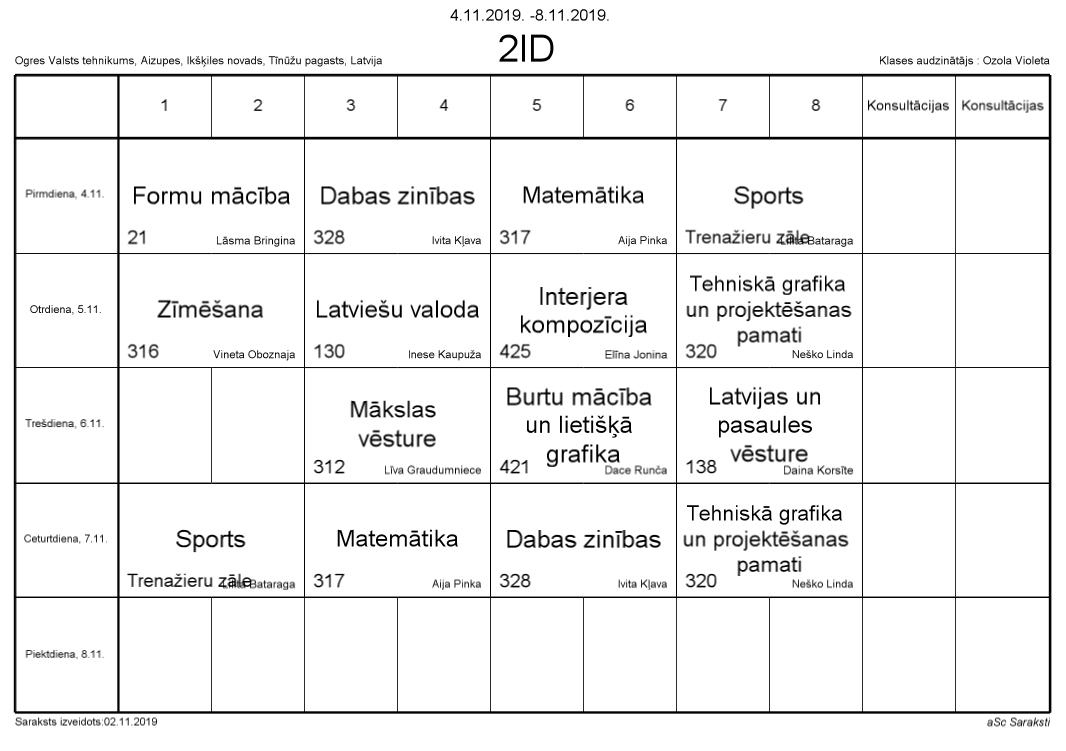 4.11.2019. -8.11.2019.
2ID
Ogres Valsts tehnikums, Aizupes, Ikšķiles novads, Tīnūžu pagasts, Latvija
Klases audzinātājs : Ozola Violeta
1 2 3 4 5 6 7 8 Konsultācijas Konsultācijas
Pirmdiena, 4.11.
Formu mācība
21 Lāsma Bringina
Dabas zinības
328 Ivita Kļava
Matemātika
317 Aija Pinka
Sports
Trenažieru zāle Lilita Bataraga
Otrdiena, 5.11.
Zīmēšana
316 Vineta Oboznaja
Latviešu valoda
130 Inese Kaupuža
Interjera
kompozīcija
425 Elīna Jonina
Tehniskā grafika
un projektēšanas
pamati
320 Neško Linda
Trešdiena, 6.11.
Mākslas
vēsture
312 Līva Graudumniece
Burtu mācība
un lietišķā
grafika
421 Dace Runča
Latvijas un
pasaules
vēsture
138 Daina Korsīte
Ceturtdiena, 7.11.
Sports
Trenažieru zāle Lilita Bataraga
Matemātika
317 Aija Pinka
Dabas zinības
328 Ivita Kļava
Tehniskā grafika
un projektēšanas
pamati
320 Neško Linda
Piektdiena, 8.11.
Saraksts izveidots:02.11.2019
aSc Saraksti